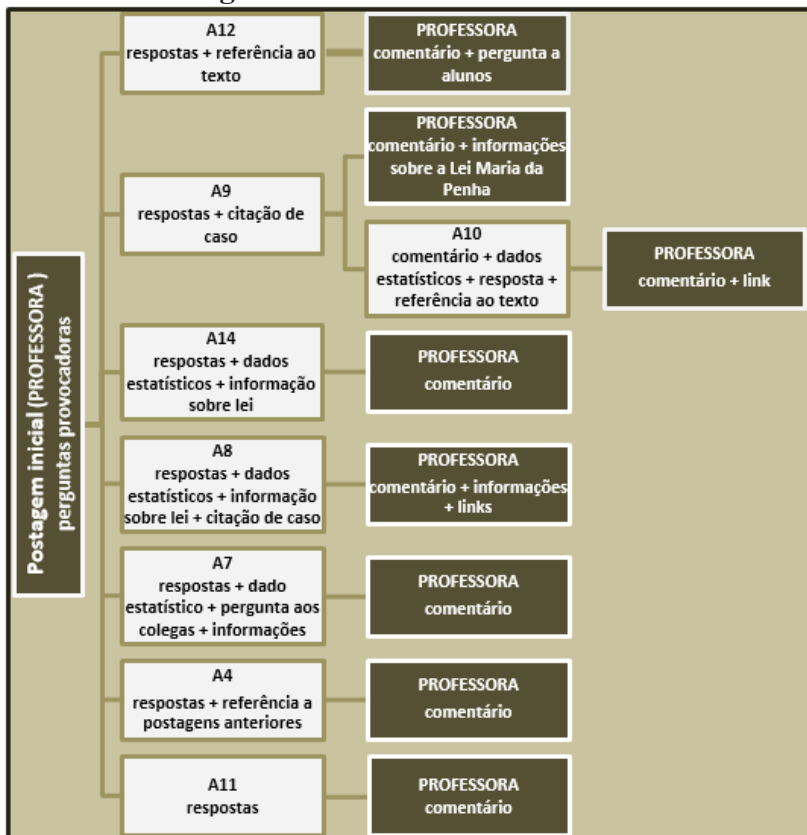 Postagem inicial (PROFESSORA )
perguntas provocadoras
A12
respostas + referência ao
texto
PROFESSORA
comentário + pergunta a
alunos
A9
respostas + citação de
caso
PROFESSORA
comentário + informações
sobre a Lei Maria da
Penha
A10
comentário + dados
estatísticos + resposta +
referência ao texto
PROFESSORA
comentário + link
A14
respostas + dados
estatísticos + informação
sobre lei
PROFESSORA
comentário
A8
respostas + dados
estatísticos + informação
sobre lei + citação de caso
PROFESSORA
comentário + informações
+ links
A7
respostas + dado
estatístico + pergunta aos
colegas + informações
PROFESSORA
comentário
A4
respostas + referência a
postagens anteriores
PROFESSORA
comentário
A11
respostas
PROFESSORA
comentário